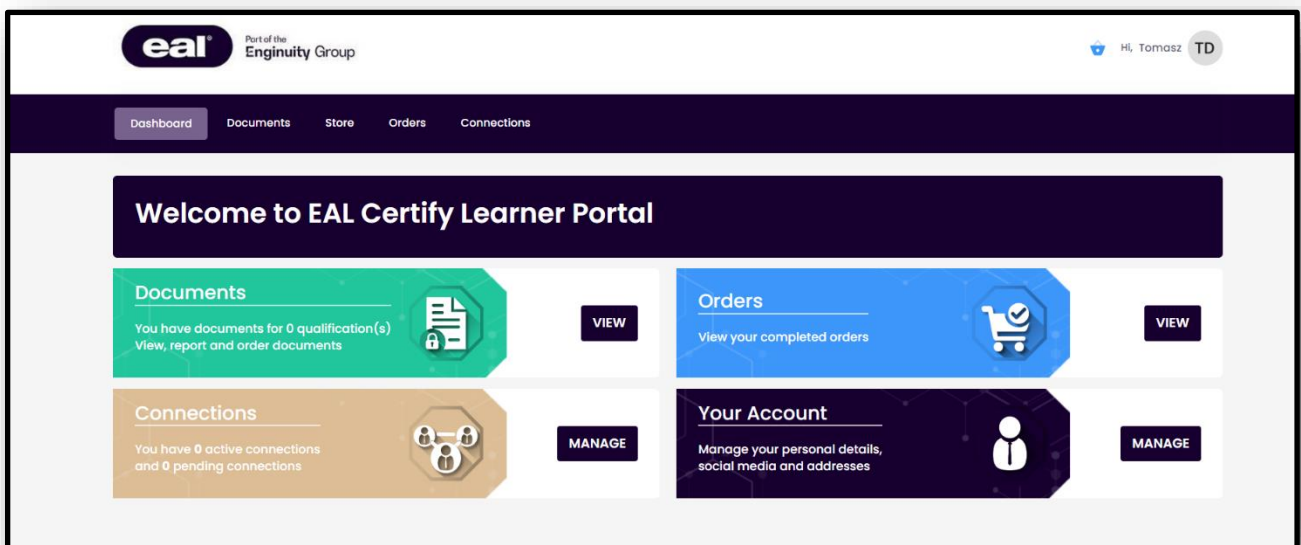 eal
Part of the
Enginuity Group
Hi, Tomasz TD
Dashboard Documents Store Orders Connections
Welcome to EAL Certify Learner Portal
Documents
You have documents for 0 qualification(s)
View, report and order documents
VIEW
Orders
View your completed orders
VIEW
Connections
You have 0 active connections
and 0 pending connections
MANAGE
Your Account
Manage your personal details,
social media and addresses
MANAGE